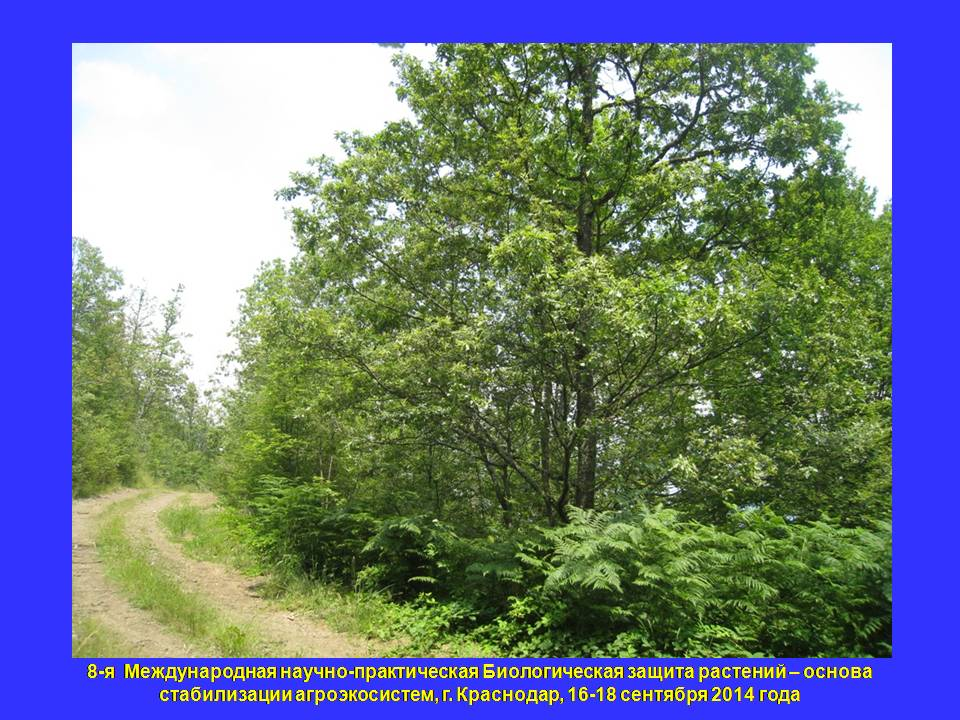 8-я Международная научно-практическая Биологическая защита растений – основа
стабилизации агроэкосистем, г. Краснодар, 16-18 сентября 2014 года